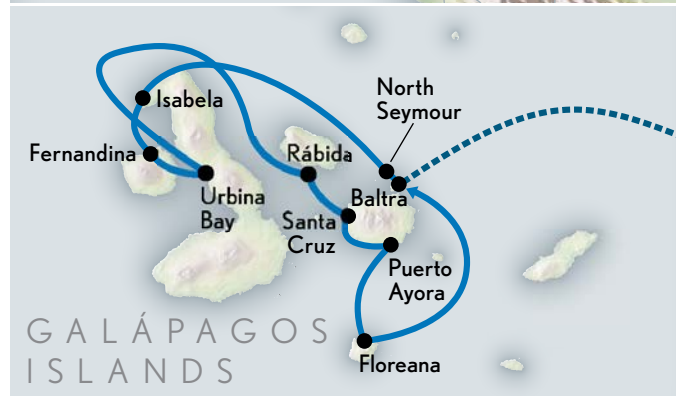 North
Seymour
Isabela
Fernandina
Rábida
Urbina
Bay
Baltra
Santa
Cruz
Puerto
Ayora
GALÁPAGOS
ISLANDS
Floreana